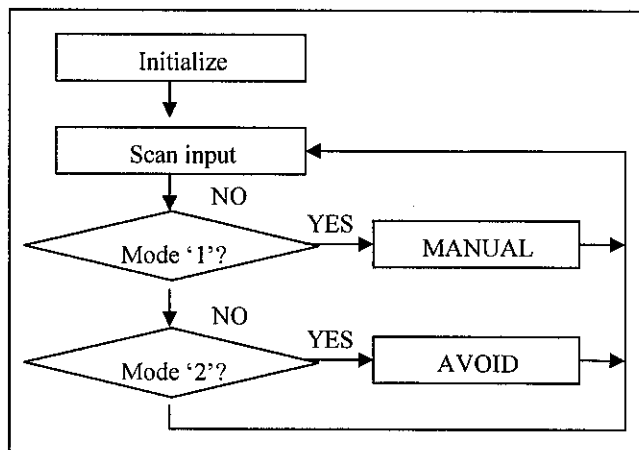 Initialize
Scan input
NO
YES
Mode ‘1’?
MANUAL
NO
YES
Mode ‘2’?
AVOID